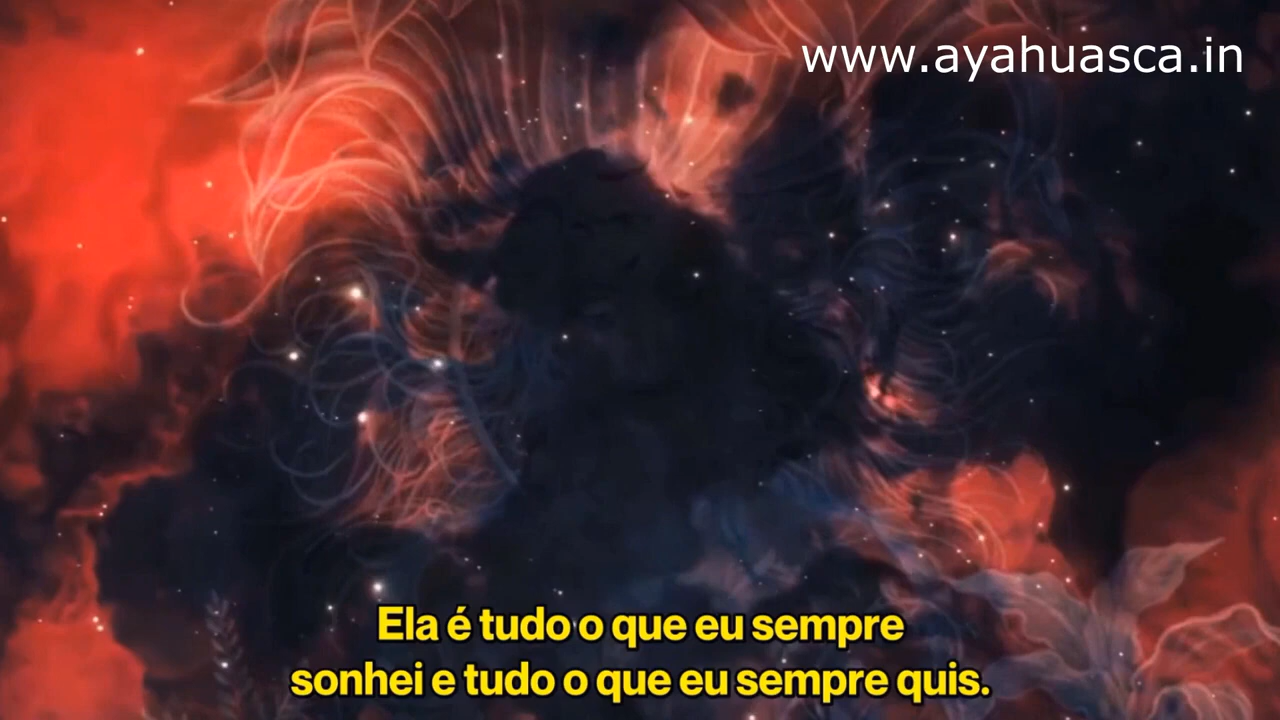 www.ayahuasca.in
Ela é tudo o que eu sempre
sonhei e tudo o que eu sempre quis.